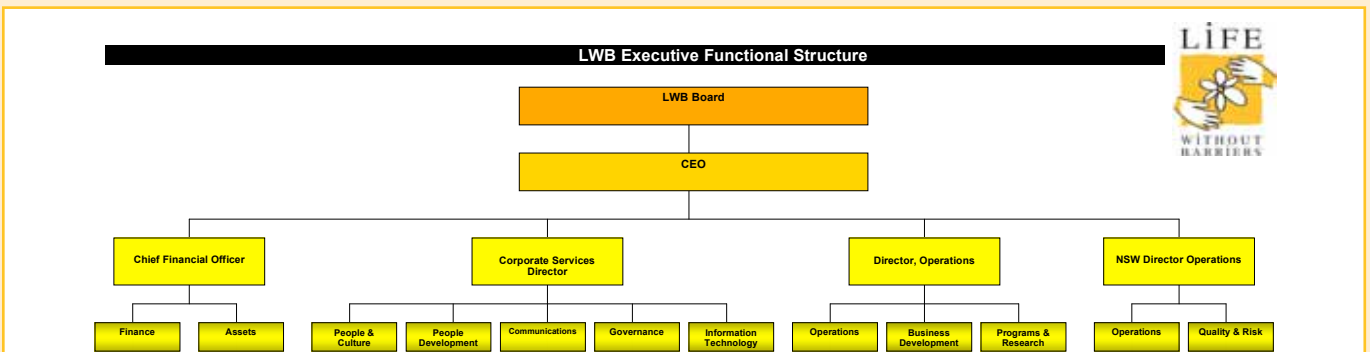 LWB Executive Functional Structure
LiFE
WiTHOUT
BARRIERS
LWB Board
CEO
Chief Financial Officer
Corporate Services
Director
Director, Operations
NSW Director Operations
Finance
Assets
People &
Culture
People
Development
Communications
Governance
Information
Technology
Operations
Business
Development
Programs &
Research
Operations
Quality & Risk